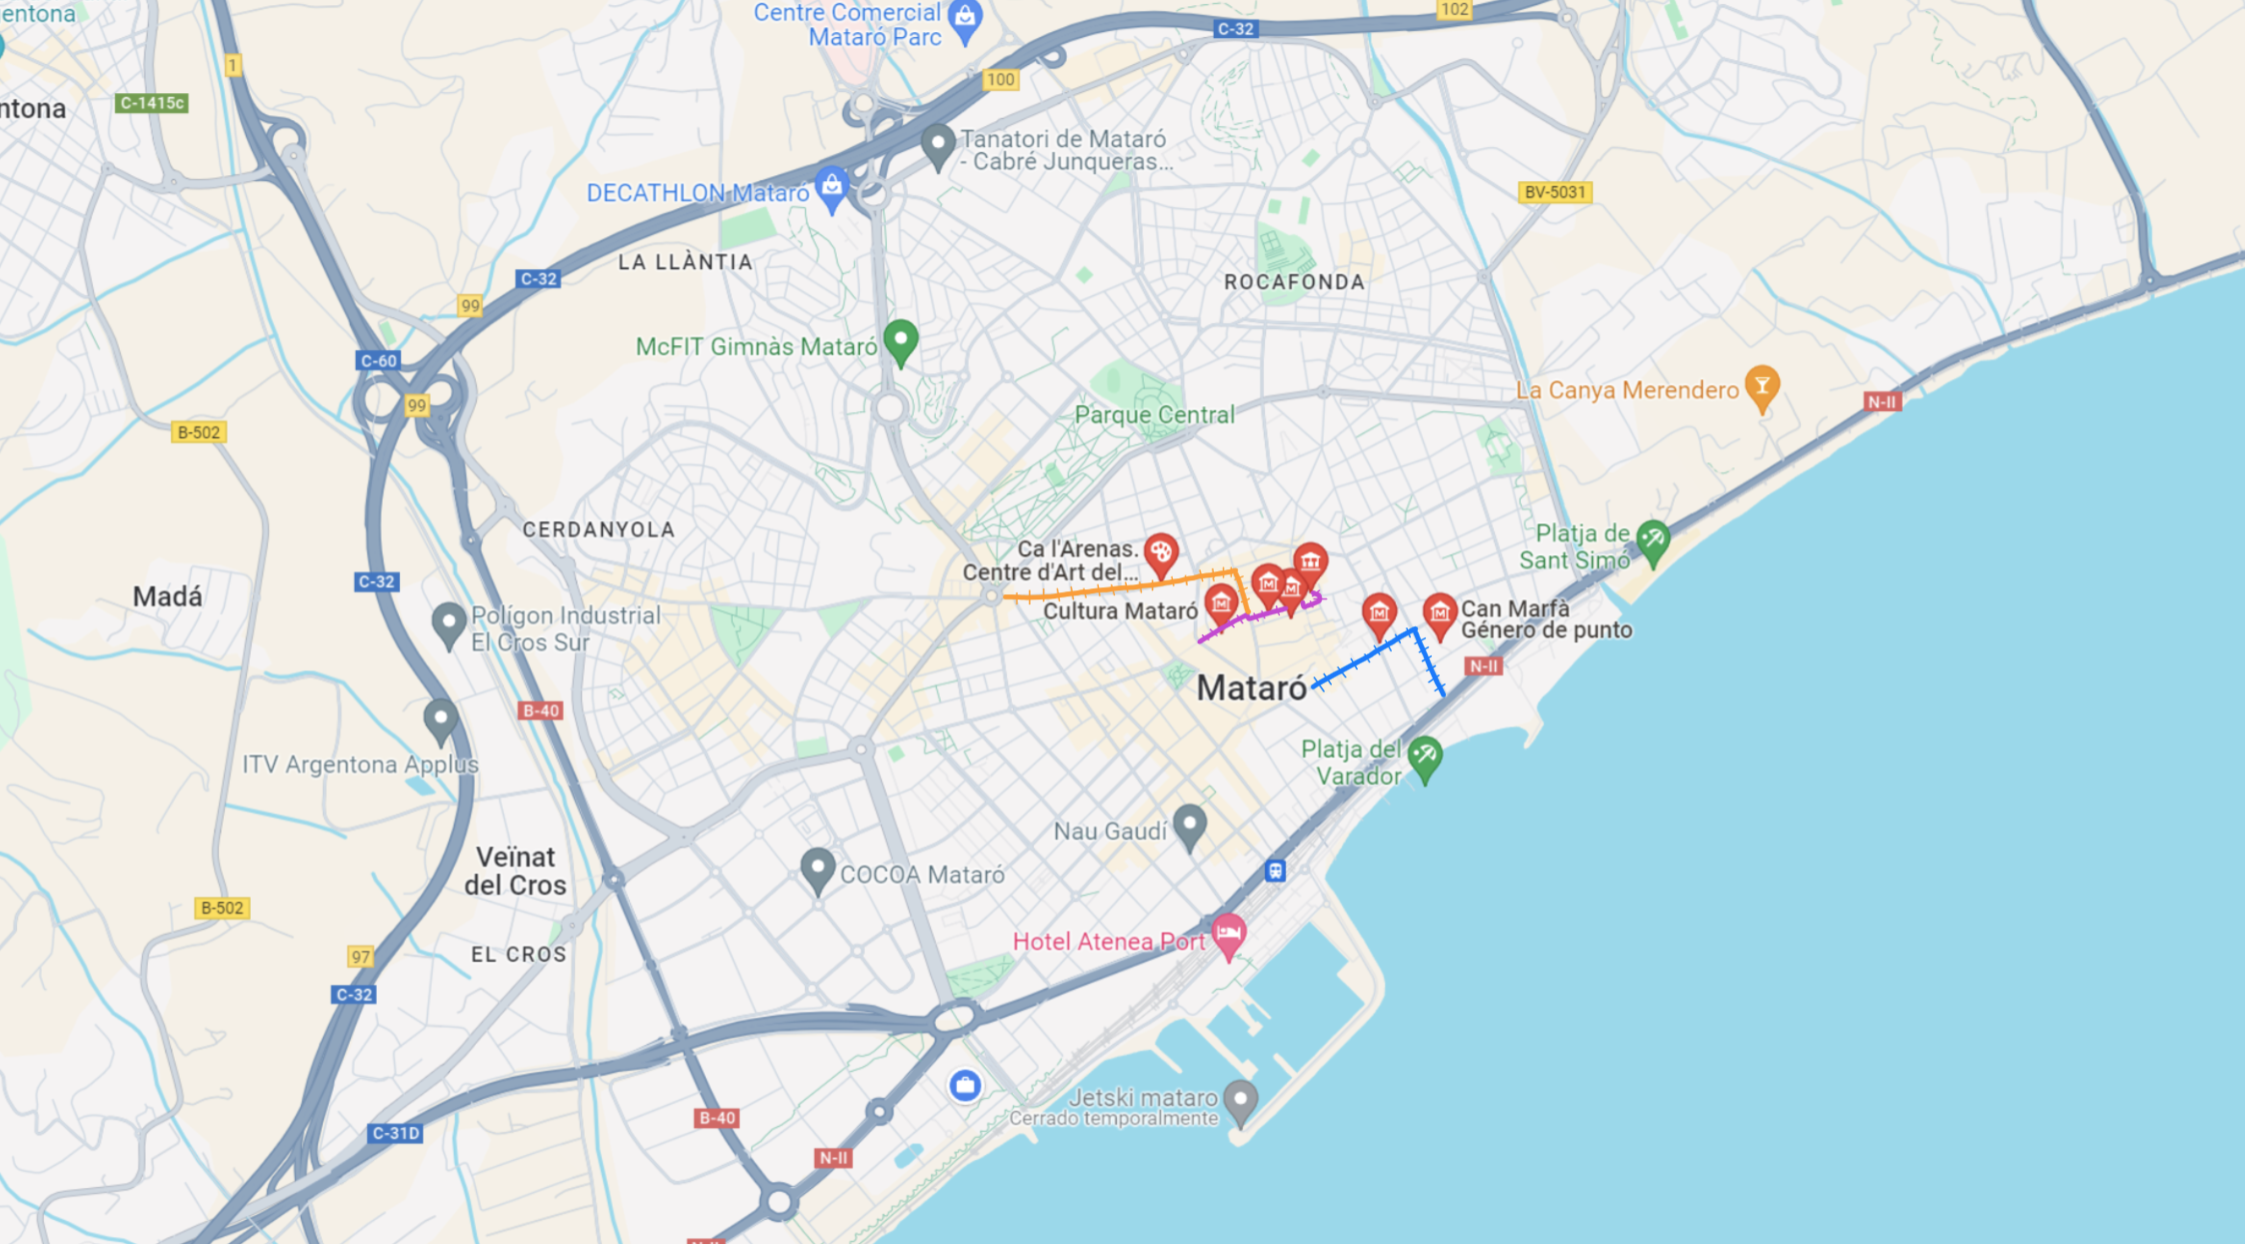 entona
Centre Comercial
Mataró Parc
102
C-32
1
100
C-1415c
ntona
Tanatori de Mataró
- Cabré Junqueras...
DECATHLON Mataró
BV-5031
LA LLÀNTIA
C-32
ROCAFONDA
99
McFIT Gimnàs Mataró
C-60
La Canya Merendero
N-II
99
Parque Central
B-502
CERDANYOLA
Platja de
Sant Simó
Ca l'Arenas.
Centre d'Art del...
C-32
Madá
Cultura Mataró
Can Marfà
Género de punto
Polígon Industrial
El Cros Sur
N-II
Mataró
B-40
Platja del
Varador
ITV Argentona Applus
Nau Gaudí
Veïnat
del Cros
COCOA Mataró
B-502
Hotel Atenea Port
EL CROS
97
C-32
Jetski mataro
Cerrado temporalmente
B-40
C-31D
N-II